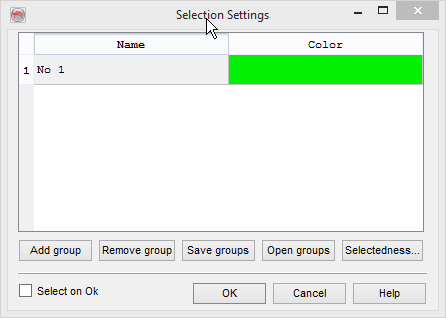 Selection Settings
Name Color
1 No 1
Add group Remove group Save groups Open groups Selectedness...
Select on Ok OK Cancel Help